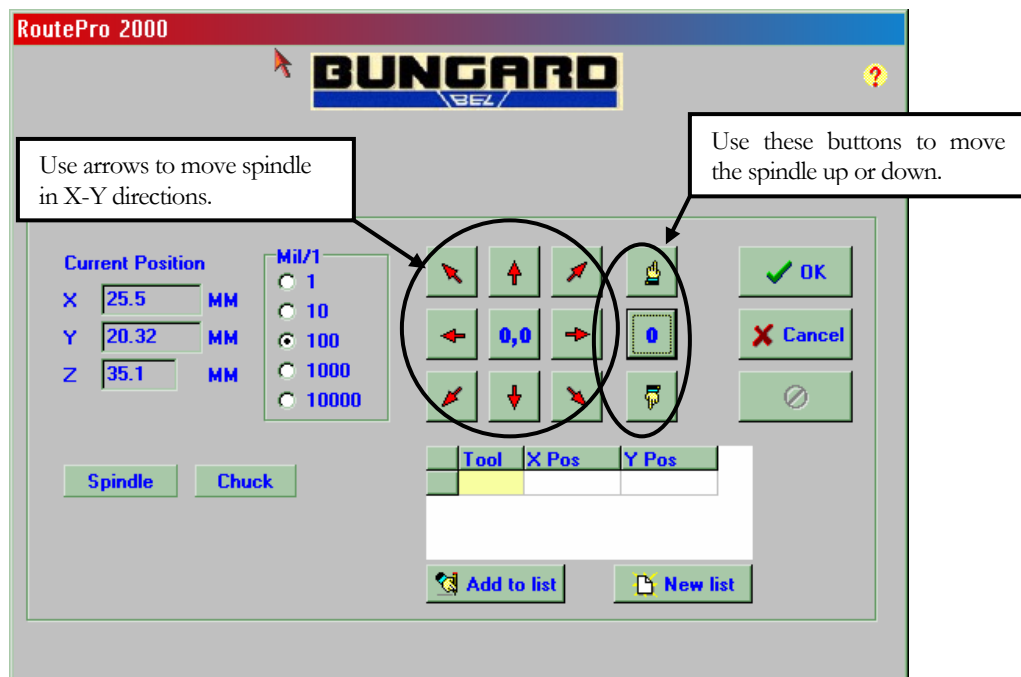 RoutePro 2000
BUNGARD
BEL
?
Use arrows to move spindle
in X-Y directions.
Use these buttons to move
the spindle up or down.
Current Position
X 25.5 MM
Y 20.32 MM
Z 35.1 MM
Mil/1
1
10
100
1000
10000
0,0
0
OK
Cancel
Spindle
Chuck
Tool X Pos Y Pos
Add to list
New list